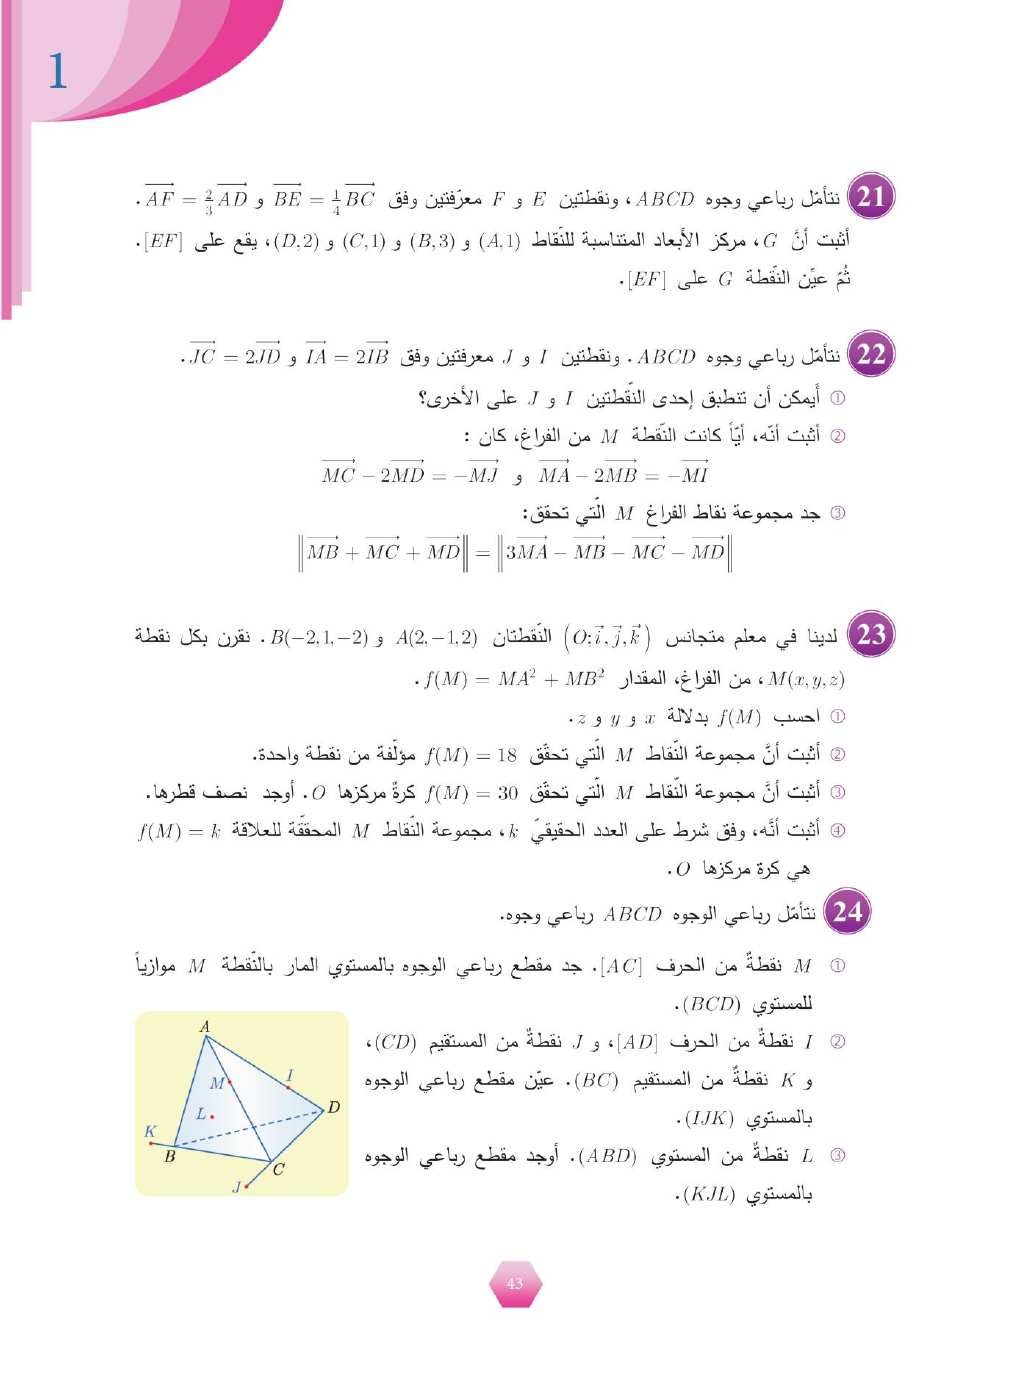 1
21 نتأمّل رباعي وجوه ABCD، ونقطتين E و F معرّفتين وفق $\overrightarrow{BE} = \frac{1}{4}\overrightarrow{BC}$ و $\overrightarrow{AF} = \frac{2}{3}\overrightarrow{AD}$.
أثبت أنَّ G، مركز الأبعاد المتناسبة للنّقاط (A,1) و (B,3) و (C,1) و (D,2)، يقع على [EF].
ثُمّ عيِّن النّقطة G على [EF].
22 نتأمّل رباعي وجوه ABCD. ونقطتين I و J معرفتين وفق $\overrightarrow{IA} = 2\overrightarrow{IB}$ و $\overrightarrow{JC} = 2\overrightarrow{JD}$.
① أَيمكن أن تنطبق إحدى النّقطتين I و J على الأخرى؟
② أثبت أنّه، أيّاً كانت النّقطة M من الفراغ، كان :
$\overrightarrow{MA} - 2\overrightarrow{MB} = -\overrightarrow{MI}$ و $\overrightarrow{MC} - 2\overrightarrow{MD} = -\overrightarrow{MJ}$
③ جد مجموعة نقاط الفراغ M الّتي تحقق:
$\left\|\overrightarrow{MB} + \overrightarrow{MC} + \overrightarrow{MD}\right\| = \left\|3\overrightarrow{MA} - \overrightarrow{MB} - \overrightarrow{MC} - \overrightarrow{MD}\right\|$
23 لدينا في معلم متجانس $(O;\vec{i},\vec{j},\vec{k})$ النّقطتان A(2,−1,2) و B(−2,1,−2). نقرن بكل نقطة
M(x,y,z)، من الفراغ، المقدار $f(M) = MA^2 + MB^2$.
① احسب f(M) بدلالة x و y و z.
② أثبت أنَّ مجموعة النّقاط M الّتي تحقّق f(M) = 18 مؤلّفة من نقطة واحدة.
③ أثبت أنَّ مجموعة النّقاط M الّتي تحقّق f(M) = 30 كرةٌ مركزها O. أوجد نصف قطرها.
④ أثبت أنَّه، وفق شرط على العدد الحقيقيّ k، مجموعة النّقاط M المحققّة للعلاقة f(M) = k
هي كرة مركزها O.
24 نتأمّل رباعي الوجوه ABCD رباعي وجوه.
① M نقطةٌ من الحرف [AC]. جد مقطع رباعي الوجوه بالمستوي المار بالنّقطة M موازياً
للمستوي (BCD).
② I نقطةٌ من الحرف [AD]، و J نقطةٌ من المستقيم (CD)،
و K نقطةٌ من المستقيم (BC). عيّن مقطع رباعي الوجوه
بالمستوي (IJK).
③ L نقطةٌ من المستوي (ABD). أوجد مقطع رباعي الوجوه
بالمستوي (KJL).
A
M
I
L
D
K
B
C
J
43